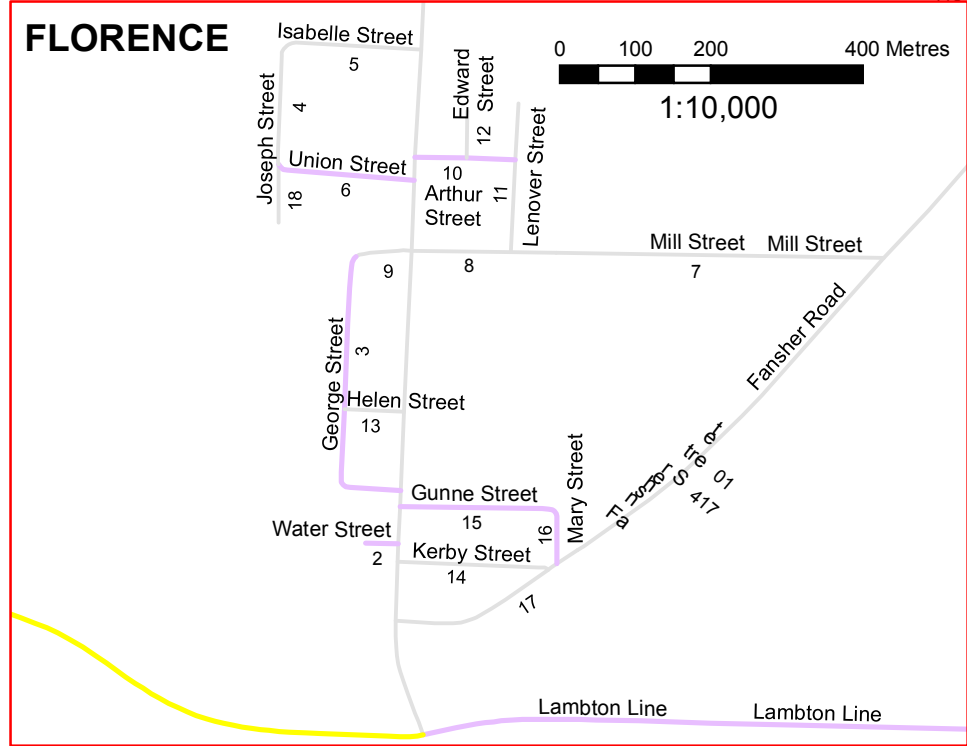 FLORENCE
Isabelle Street
5
0 100 200 400 Metres
1:10,000
Edward
Street
12
Joseph Street
4
Union Street
6
18
10
Arthur
Street
11
Lenover Street
Mill Street Mill Street
9
8
7
George Street
3
Fansher Road
Helen Street
13
Fansher Street
01
417
Gunne Street
15
16
Mary Street
Water Street
2
Kerby Street
14
17
Lambton Line Lambton Line